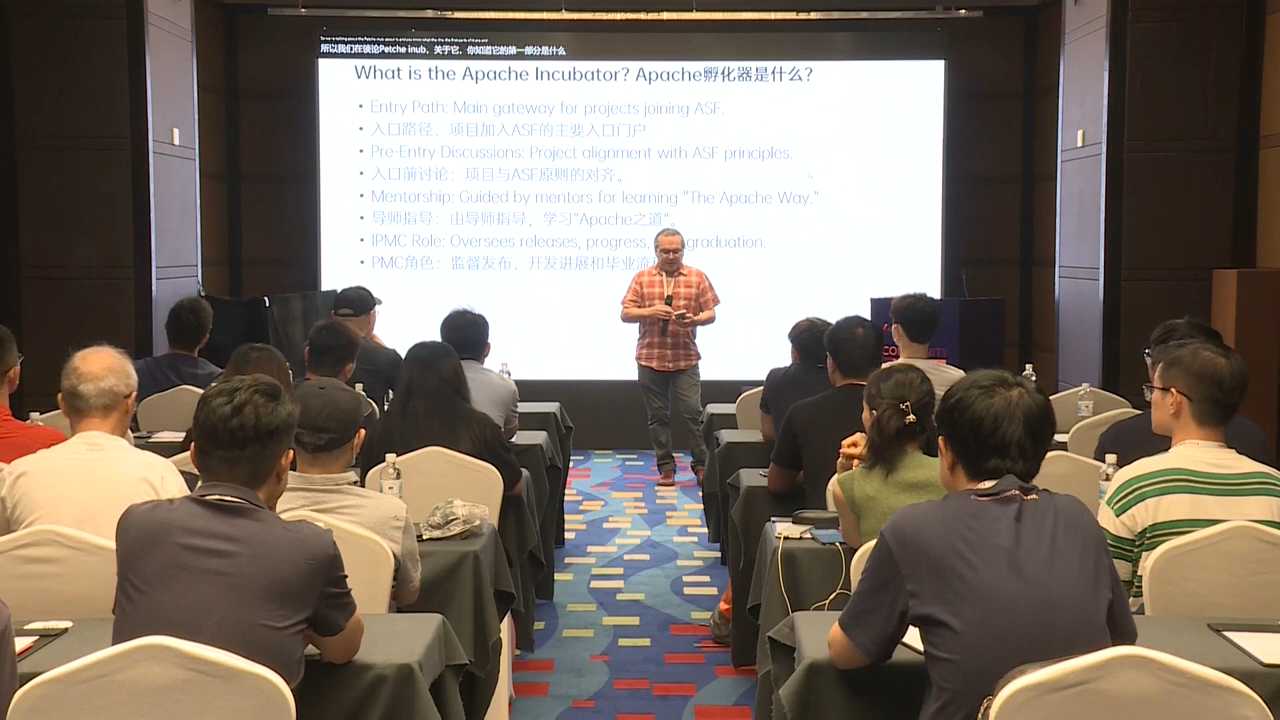 所以我们在谈论Petche inub，关于它，你知道它的第一部分是什么
What is the Apache Incubator? Apache孵化器是什么?
• Entry Path: Main gateway for projects joining ASF.
• 入口路径：项目加入ASF的主要入口门户
• Pre-Entry Discussions: Project alignment with ASF principles.
• 入口前讨论：项目与ASF原则的对齐。
• Mentorship: Guided by mentors for learning "The Apache Way."
• 导师指导：由导师指导，学习"Apache之道"。
• IPMC Role: Oversees releases, progress, graduation.
• PMC角色：监督发布、开发进展和毕业流